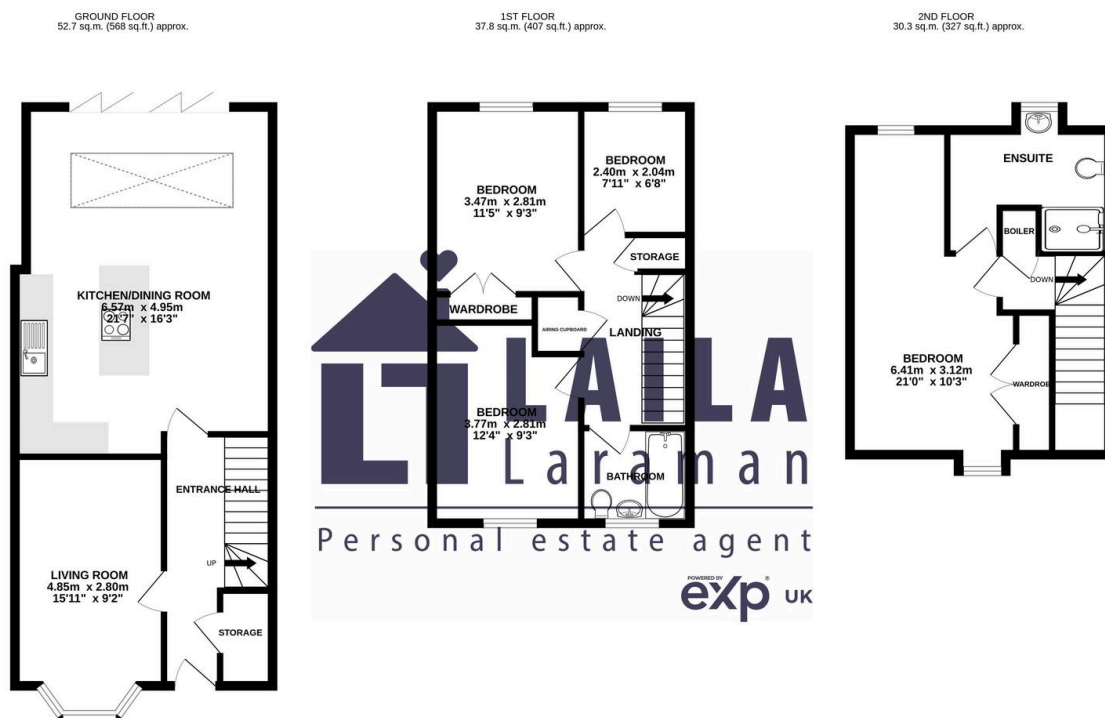 GROUND FLOOR
52.7 sq.m. (568 sq.ft.) approx.
1ST FLOOR
37.8 sq.m. (407 sq.ft.) approx.
2ND FLOOR
30.3 sq.m. (327 sq.ft.) approx.
KITCHEN/DINING ROOM
6.57m x 4.95m
21'7" x 16'3"
ENTRANCE HALL
UP
LIVING ROOM
4.85m x 2.80m
15'11" x 9'2"
STORAGE
BEDROOM
3.47m x 2.81m
11'5" x 9'3"
BEDROOM
2.40m x 2.04m
7'11" x 6'8"
STORAGE
DOWN
WARDROBE
AIRING CUPBOARD
LANDING
BEDROOM
3.77m x 2.81m
12'4" x 9'3"
BATHROOM
LAILA
Laraman
Personal estate agent
POWERED BY
exp® UK
ENSUITE
BOILER
DOWN
BEDROOM
6.41m x 3.12m
21'0" x 10'3"
WARDROBE